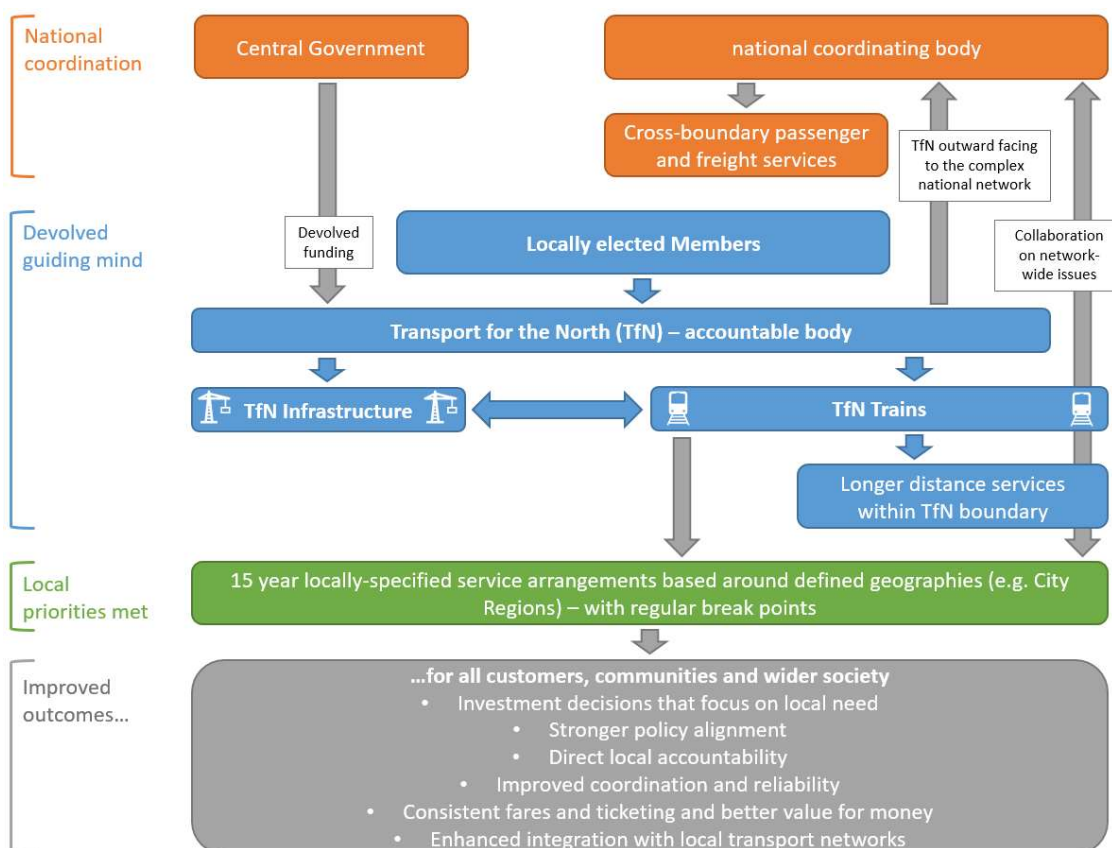 National
coordination
Central Government
national coordinating body
Cross-boundary passenger
and freight services
TfN outward facing
to the complex
national network
Devolved
guiding mind
Devolved
funding
Locally elected Members
Collaboration
on network-
wide issues
Transport for the North (TfN) – accountable body
TfN Infrastructure
TfN Trains
Longer distance services
within TfN boundary
Local
priorities met
15 year locally-specified service arrangements based around defined geographies (e.g. City
Regions) – with regular break points
Improved
outcomes…
…for all customers, communities and wider society
• Investment decisions that focus on local need
• Stronger policy alignment
• Direct local accountability
• Improved coordination and reliability
• Consistent fares and ticketing and better value for money
• Enhanced integration with local transport networks